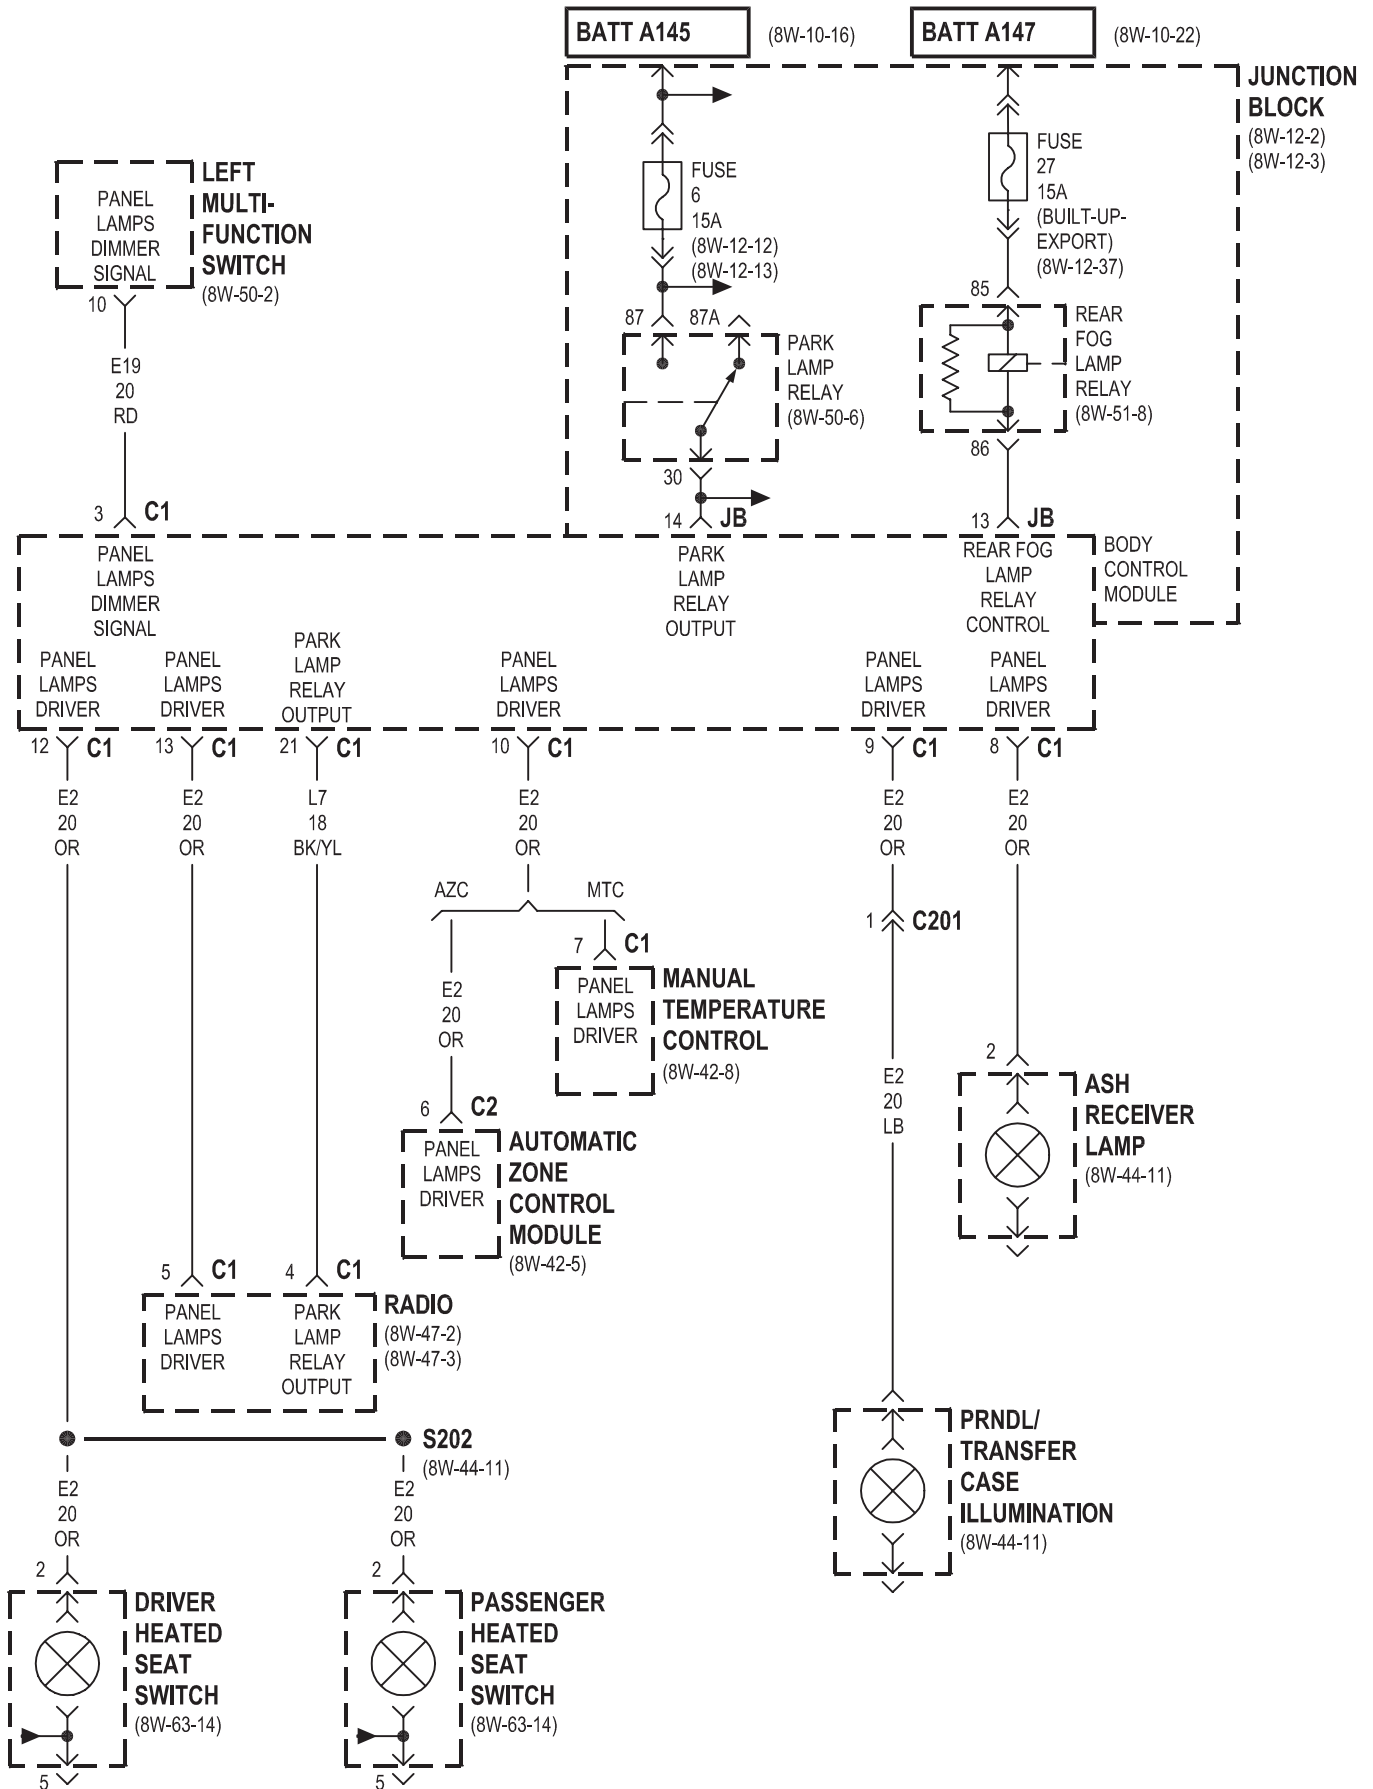 BATT A145
(8W-10-16)
BATT A147
(8W-10-22)
JUNCTION
BLOCK
(8W-12-2)
(8W-12-3)
FUSE
6
15A
(8W-12-12)
(8W-12-13)
FUSE
27
15A
(BUILT-UP-
EXPORT)
(8W-12-37)
PANEL
LAMPS
DIMMER
SIGNAL
LEFT
MULTI-
FUNCTION
SWITCH
(8W-50-2)
10
E19
20
RD
3
C1
87
87A
PARK
LAMP
RELAY
(8W-50-6)
30
14
JB
85
REAR
FOG
LAMP
RELAY
(8W-51-8)
86
13
JB
PANEL
LAMPS
DIMMER
SIGNAL
PARK
LAMP
RELAY
OUTPUT
REAR FOG
LAMP
RELAY
CONTROL
BODY
CONTROL
MODULE
PANEL
LAMPS
DRIVER
PANEL
LAMPS
DRIVER
PARK
LAMP
RELAY
OUTPUT
PANEL
LAMPS
DRIVER
PANEL
LAMPS
DRIVER
PANEL
LAMPS
DRIVER
12
C1
13
C1
21
C1
10
C1
9
C1
8
C1
E2
20
OR
E2
20
OR
L7
18
BK/YL
E2
20
OR
E2
20
OR
E2
20
OR
AZC
MTC
1
C201
7
C1
PANEL
LAMPS
DRIVER
MANUAL
TEMPERATURE
CONTROL
(8W-42-8)
E2
20
OR
6
C2
PANEL
LAMPS
DRIVER
AUTOMATIC
ZONE
CONTROL
MODULE
(8W-42-5)
E2
20
LB
2
ASH
RECEIVER
LAMP
(8W-44-11)
5
C1
4
C1
PANEL
LAMPS
DRIVER
PARK
LAMP
RELAY
OUTPUT
RADIO
(8W-47-2)
(8W-47-3)
S202
(8W-44-11)
PRNDL/
TRANSFER
CASE
ILLUMINATION
(8W-44-11)
E2
20
OR
E2
20
OR
2
DRIVER
HEATED
SEAT
SWITCH
(8W-63-14)
5
2
PASSENGER
HEATED
SEAT
SWITCH
(8W-63-14)
5